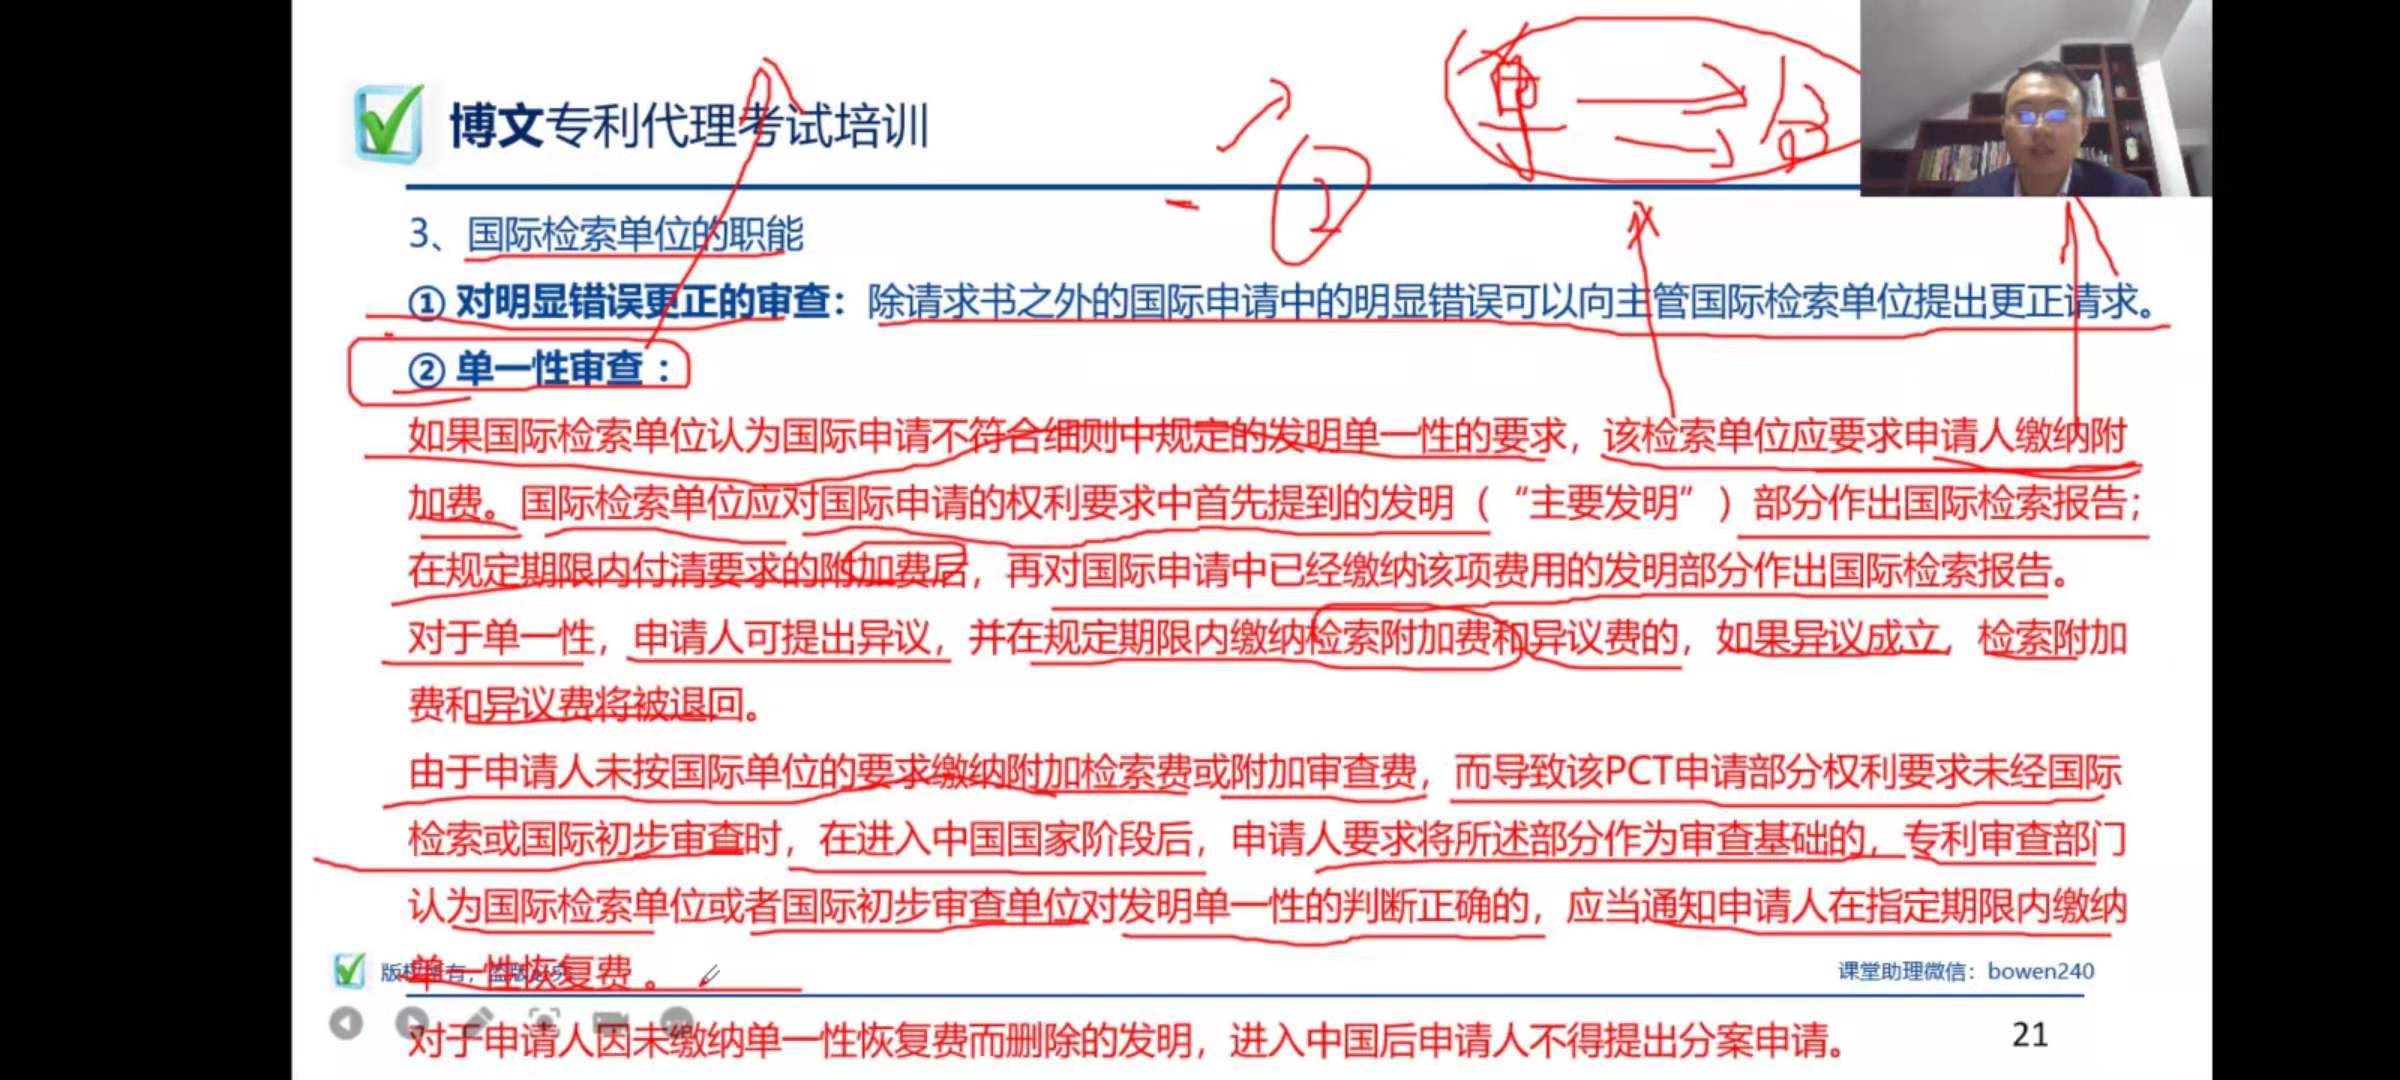 博文专利代理考试培训
单 → 合
②
3、国际检索单位的职能
① 对明显错误更正的审查：除请求书之外的国际申请中的明显错误可以向主管国际检索单位提出更正请求。
② 单一性审查：
如果国际检索单位认为国际申请不符合细则中规定的发明单一性的要求，该检索单位应要求申请人缴纳附
加费。国际检索单位应对国际申请的权利要求中首先提到的发明（“主要发明”）部分作出国际检索报告；
在规定期限内付清要求的附加费后，再对国际申请中已经缴纳该项费用的发明部分作出国际检索报告。
对于单一性，申请人可提出异议，并在规定期限内缴纳检索附加费和异议费的，如果异议成立，检索附加
费和异议费将被退回。
由于申请人未按国际单位的要求缴纳附加检索费或附加审查费，而导致该PCT申请部分权利要求未经国际
检索或国际初步审查时，在进入中国国家阶段后，申请人要求将所述部分作为审查基础的，专利审查部门
认为国际检索单位或者国际初步审查单位对发明单一性的判断正确的，应当通知申请人在指定期限内缴纳
单一性恢复费。
版权所有，盗版必究
课堂助理微信：bowen240
对于申请人因未缴纳单一性恢复费而删除的发明，进入中国后申请人不得提出分案申请。
21